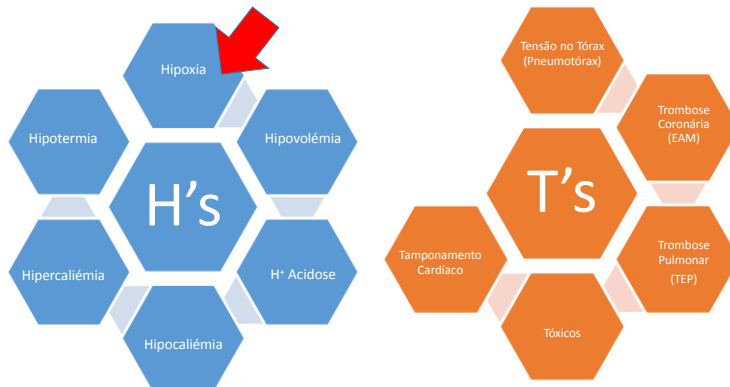 H's
Hipoxia
Hipovolémia
H⁺ Acidose
Hipocaliémia
Hipercaliémia
Hipotermia
T's
Tensão no Tórax
(Pneumotórax)
Trombose
Coronária
(EAM)
Trombose
Pulmonar
(TEP)
Tóxicos
Tamponamento
Cardíaco